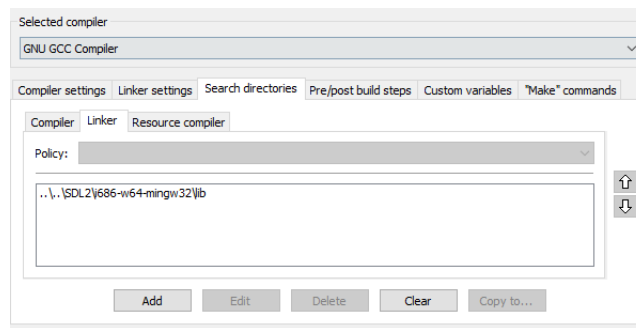 Selected compiler
GNU GCC Compiler
Compiler settings Linker settings Search directories Pre/post build steps Custom variables "Make" commands
Compiler Linker Resource compiler
Policy:
..\..\SDL2\i686-w64-mingw32\lib
Add Edit Delete Clear Copy to...